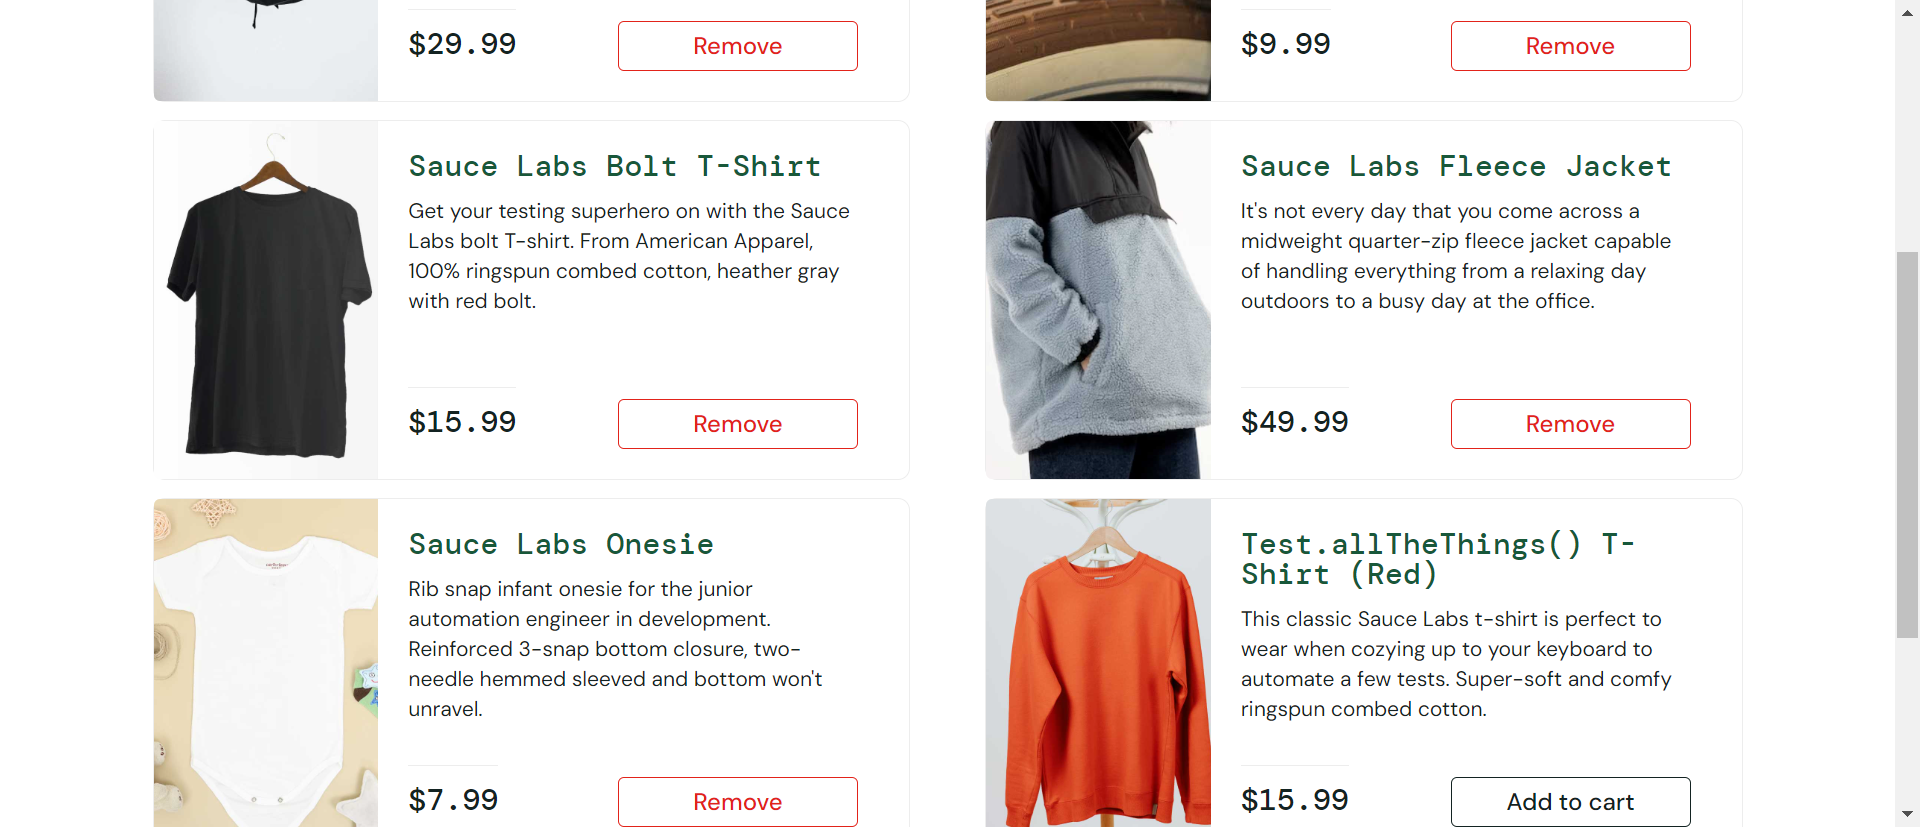 $29.99
Remove
$9.99
Remove
Sauce Labs Bolt T-Shirt
Get your testing superhero on with the Sauce
Labs bolt T-shirt. From American Apparel,
100% ringspun combed cotton, heather gray
with red bolt.
$15.99
Remove
Sauce Labs Fleece Jacket
It's not every day that you come across a
midweight quarter-zip fleece jacket capable
of handling everything from a relaxing day
outdoors to a busy day at the office.
$49.99
Remove
Sauce Labs Onesie
Rib snap infant onesie for the junior
automation engineer in development.
Reinforced 3-snap bottom closure, two-
needle hemmed sleeved and bottom won't
unravel.
$7.99
Remove
Test.allTheThings() T-
Shirt (Red)
This classic Sauce Labs t-shirt is perfect to
wear when cozying up to your keyboard to
automate a few tests. Super-soft and comfy
ringspun combed cotton.
$15.99
Add to cart